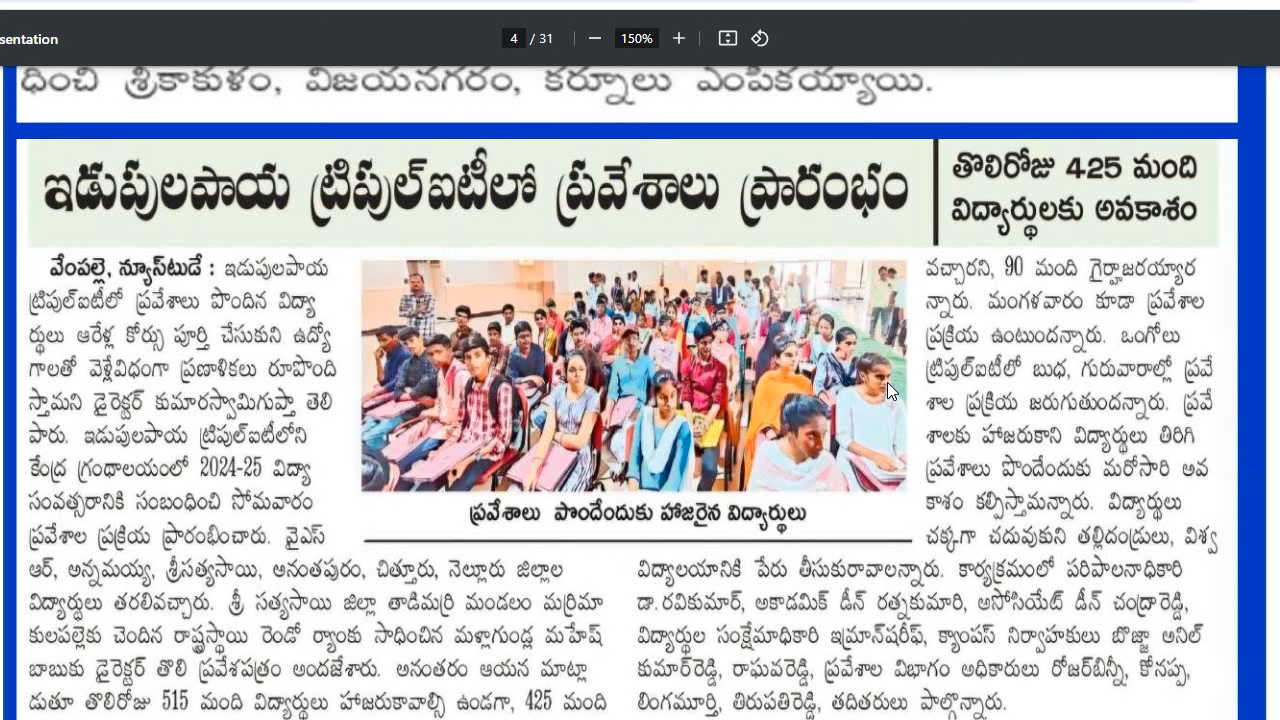 sentation
4 / 31
150%
ధించి శ్రీకాకుళం, విజయనగరం, కర్నూలు ఎంపికయ్యాయి.
ఇడుపులపాయ ట్రిపుల్ఐటీలో ప్రవేశాలు ప్రారంభం
తొలిరోజు 425 మంది
విద్యార్థులకు అవకాశం
వేంపల్లె, న్యూస్‌టుడే : ఇడుపులపాయ
ట్రిపుల్ఐటీలో ప్రవేశాలు పొందిన విద్యా
ర్థులు ఆరేళ్ల కోర్సు పూర్తి చేసుకుని ఉద్యో
గాలతో వెళ్లేవిధంగా ప్రణాళికలు రూపొంది
స్తామని డైరెక్టర్ కుమారస్వామిగుప్తా తెలి
పారు. ఇడుపులపాయ ట్రిపుల్ఐటీలోని
కేంద్ర గ్రంథాలయంలో 2024-25 విద్యా
సంవత్సరానికి సంబంధించి సోమవారం
ప్రవేశాల ప్రక్రియ ప్రారంభించారు. వైఎస్
ఆర్, అన్నమయ్య, శ్రీసత్యసాయి, అనంతపురం, చిత్తూరు, నెల్లూరు జిల్లాల
విద్యార్థులు తరలివచ్చారు. శ్రీ సత్యసాయి జిల్లా తాడిమర్రి మండలం మర్రిమా
కులపల్లెకు చెందిన రాష్ట్రస్థాయి రెండో ర్యాంకు సాధించిన మళ్లాగుండ్ల మహేష్
బాబుకు డైరెక్టర్ తొలి ప్రవేశపత్రం అందజేశారు. అనంతరం ఆయన మాట్లా
డుతూ తొలిరోజు 515 మంది విద్యార్థులు హాజరుకావాల్సి ఉండగా, 425 మంది
ప్రవేశాలు పొందేందుకు హాజరైన విద్యార్థులు
వచ్చారని, 90 మంది గైర్హాజరయ్యార
న్నారు. మంగళవారం కూడా ప్రవేశాల
ప్రక్రియ ఉంటుందన్నారు. ఒంగోలు
ట్రిపుల్ఐటీలో బుధ, గురువారాల్లో ప్రవే
శాల ప్రక్రియ జరుగుతుందన్నారు. ప్రవే
శాలకు హాజరుకాని విద్యార్థులు తిరిగి
ప్రవేశాలు పొందేందుకు మరోసారి అవ
కాశం కల్పిస్తామన్నారు. విద్యార్థులు
చక్కగా చదువుకుని తల్లిదండ్రులు, విశ్వ
విద్యాలయానికి పేరు తీసుకురావాలన్నారు. కార్యక్రమంలో పరిపాలనాధికారి
డా.రవికుమార్, అకాడమిక్ డీన్ రత్నకుమారి, అసోసియేట్ డీన్ చంద్రారెడ్డి,
విద్యార్థుల సంక్షేమాధికారి ఇమ్రాన్‌షరీఫ్, క్యాంపస్ నిర్వాహకులు బొజ్జా అనిల్
కుమార్‌రెడ్డి, రాఘవరెడ్డి, ప్రవేశాల విభాగం అధికారులు రోజర్‌బిన్నీ, కోనప్ప,
లింగమూర్తి, తిరుపతిరెడ్డి, తదితరులు పాల్గొన్నారు.